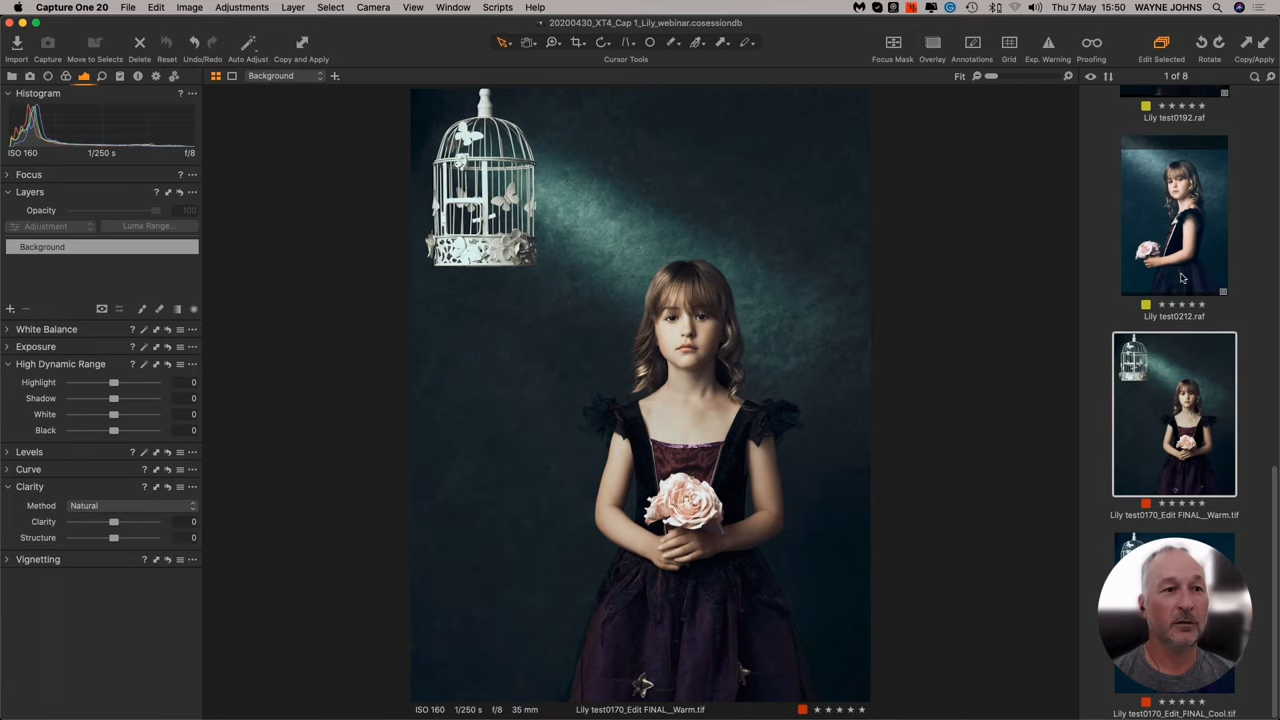 Capture One 20 File Edit Image Adjustments Layer Select Camera View Window Scripts Help Thu 7 May 15:50 WAYNE JOHNS
20200430_XT4_Cap 1_Lily_webinar.cosessiondb
Import Capture Move to Selects Delete Reset Undo/Redo Auto Adjust Copy and Apply Cursor Tools Focus Mask Overlay Annotations Grid Exp. Warning Proofing Edit Selected Rotate Copy/Apply
Background Fit 1 of 8
Histogram ? ...
ISO 160 1/250 s f/8
Focus ? ...
Layers ? ...
Opacity 100
Adjustment Luma Range...
Background
White Balance ? ...
Exposure ? ...
High Dynamic Range ? ...
Highlight 0
Shadow 0
White 0
Black 0
Levels ? ...
Curve ? ...
Clarity ? ...
Method Natural
Clarity 0
Structure 0
Vignetting ? ...
ISO 160 1/250 s f/8 35 mm Lily test0170_Edit FINAL__Warm.tif
Lily test0192.raf
Lily test0212.raf
Lily test0170_Edit FINAL__Warm.tif
Lily test0170_Edit_FINAL_Cool.tif